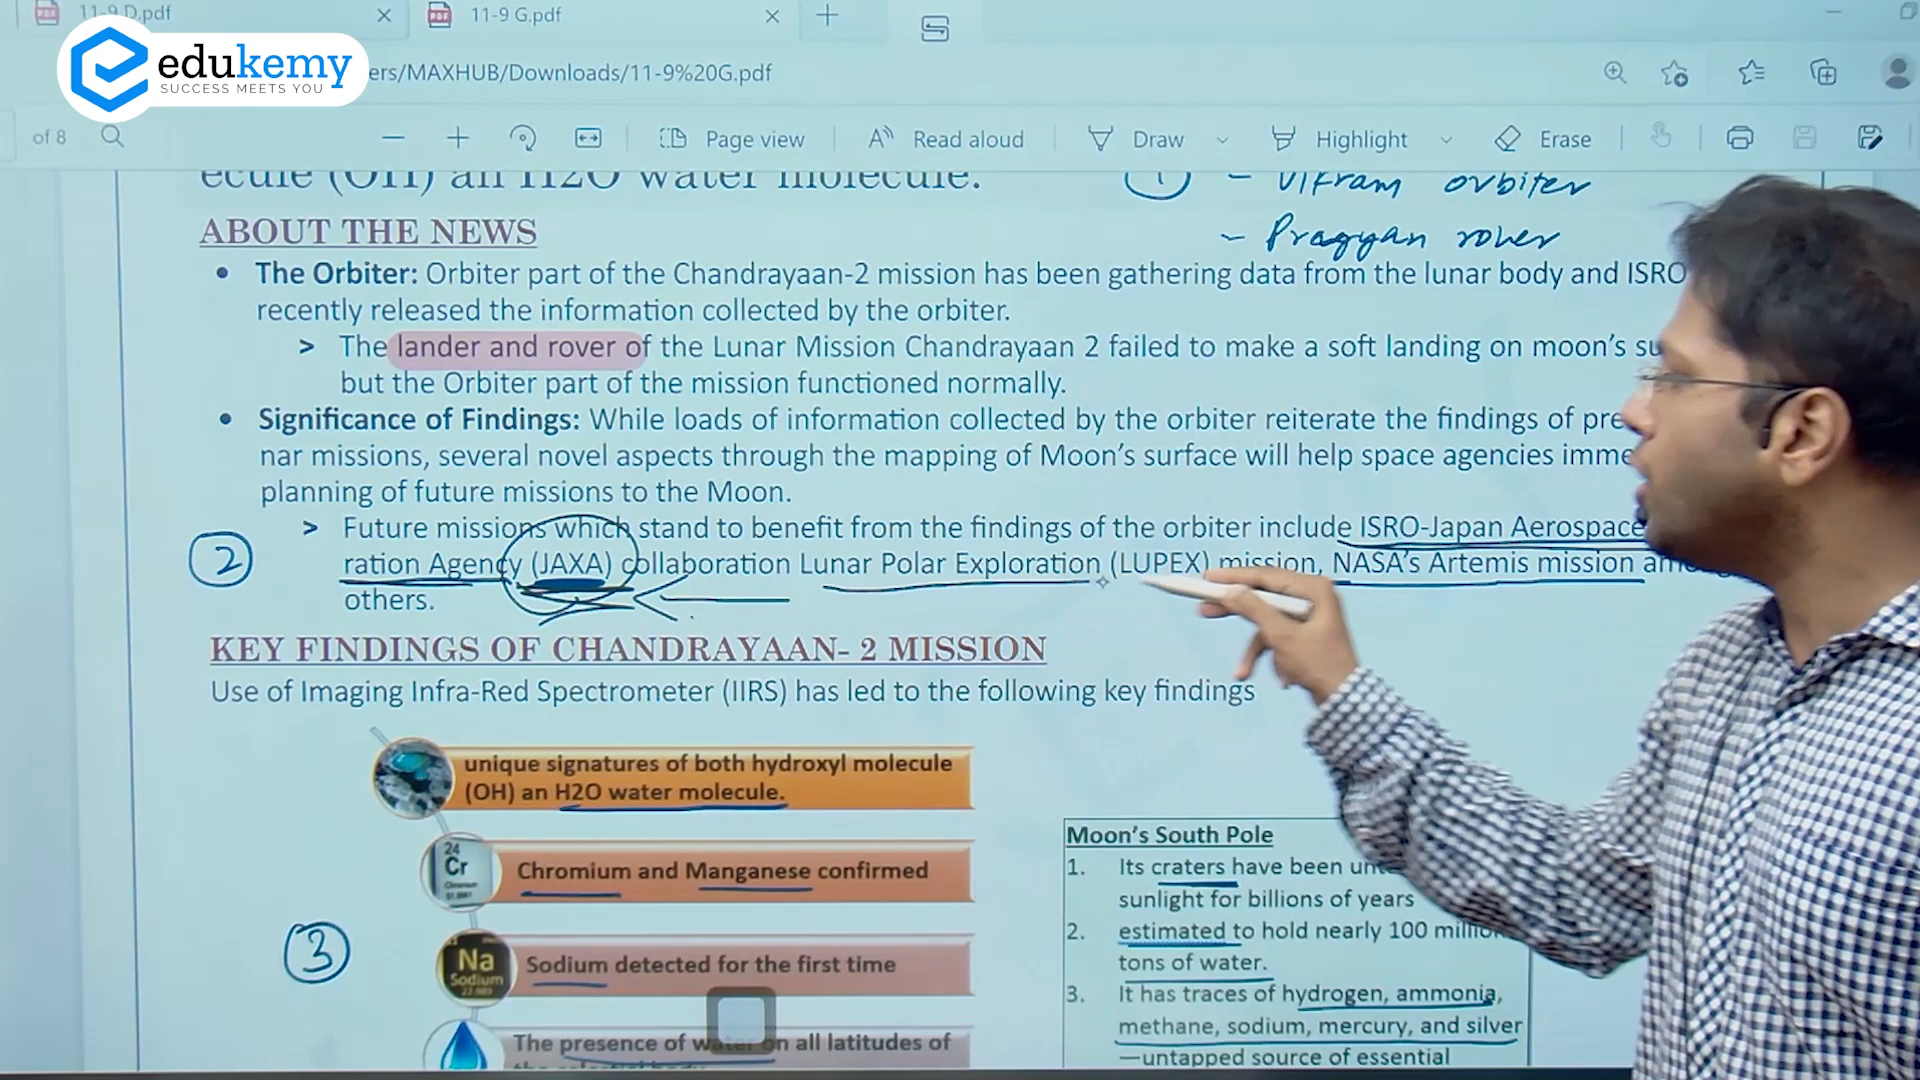 11-9 D.pdf
11-9 G.pdf
edukemy
SUCCESS MEETS YOU
ers/MAXHUB/Downloads/11-9%20G.pdf
of 8
Page view
Read aloud
Draw
Highlight
Erase
ecule (OH) an H2O water molecule.
1 - Vikram orbiter
- Pragyan rover
ABOUT THE NEWS
• The Orbiter: Orbiter part of the Chandrayaan-2 mission has been gathering data from the lunar body and ISRO
recently released the information collected by the orbiter.
> The lander and rover of the Lunar Mission Chandrayaan 2 failed to make a soft landing on moon's su
but the Orbiter part of the mission functioned normally.
• Significance of Findings: While loads of information collected by the orbiter reiterate the findings of pre
nar missions, several novel aspects through the mapping of Moon's surface will help space agencies imme
planning of future missions to the Moon.
> Future missions which stand to benefit from the findings of the orbiter include ISRO-Japan Aerospace
2
ration Agency (JAXA) collaboration Lunar Polar Exploration (LUPEX) mission, NASA's Artemis mission
others.
KEY FINDINGS OF CHANDRAYAAN- 2 MISSION
Use of Imaging Infra-Red Spectrometer (IIRS) has led to the following key findings
unique signatures of both hydroxyl molecule
(OH) an H2O water molecule.
24
Cr
Chromium and Manganese confirmed
3
Na
Sodium
Sodium detected for the first time
The presence of water on all latitudes of
Moon's South Pole
1. Its craters have been
sunlight for billions of years
2. estimated to hold nearly 100 million
tons of water.
3. It has traces of hydrogen, ammonia,
methane, sodium, mercury, and silver
—untapped source of essential